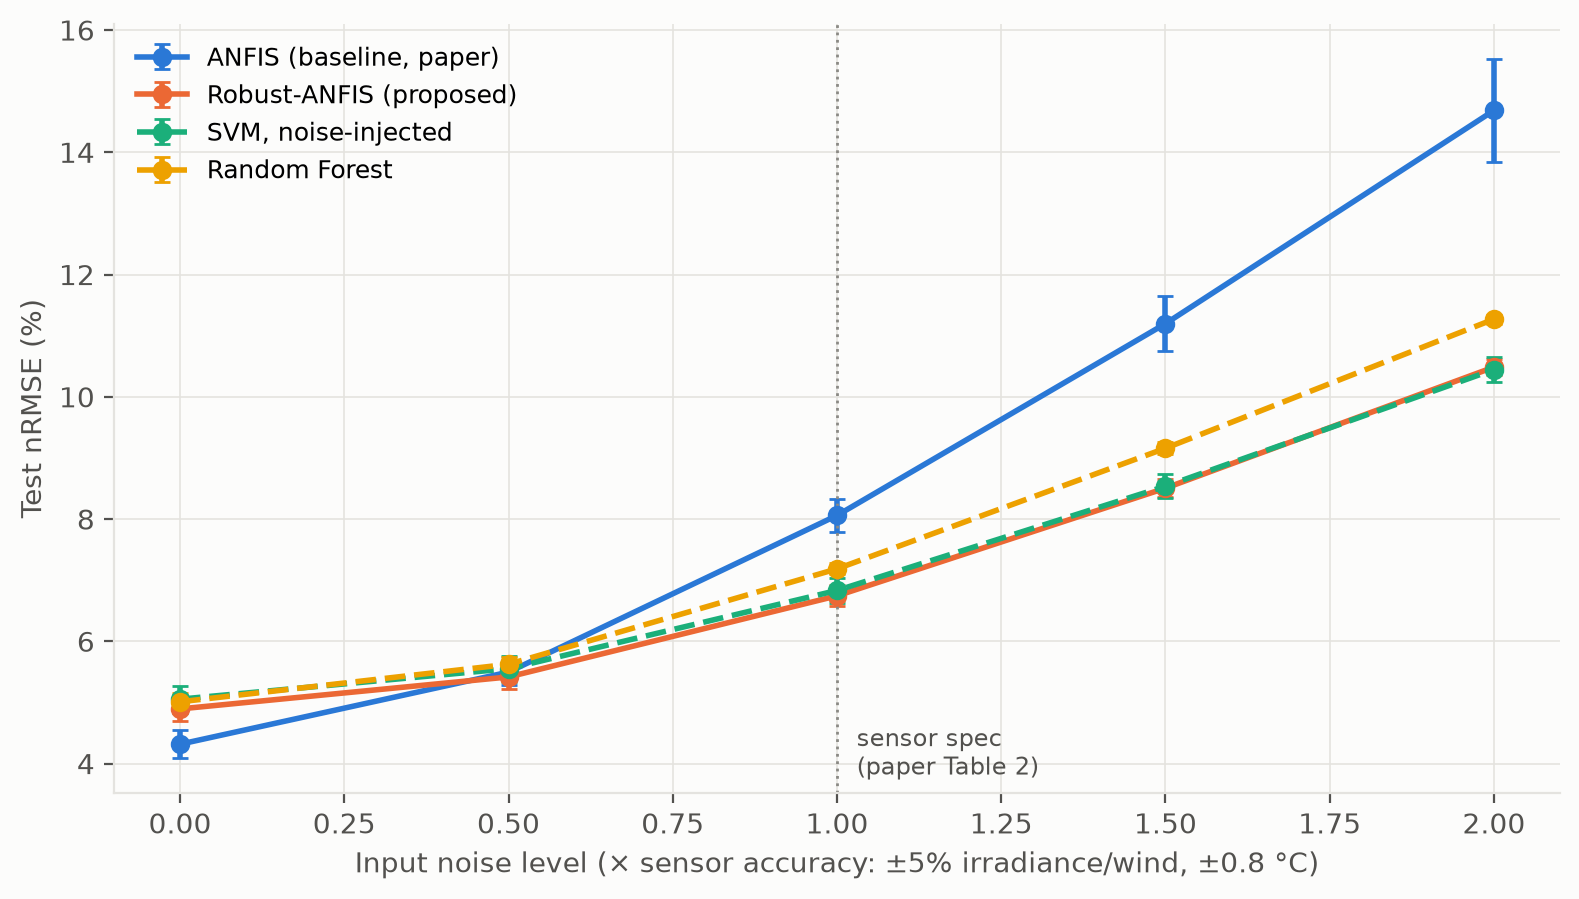 16
14
12
10
8
6
4
Test nRMSE (%)
ANFIS (baseline, paper)
Robust-ANFIS (proposed)
SVM, noise-injected
Random Forest
sensor spec
(paper Table 2)
0.00 0.25 0.50 0.75 1.00 1.25 1.50 1.75 2.00
Input noise level (× sensor accuracy: ±5% irradiance/wind, ±0.8 °C)